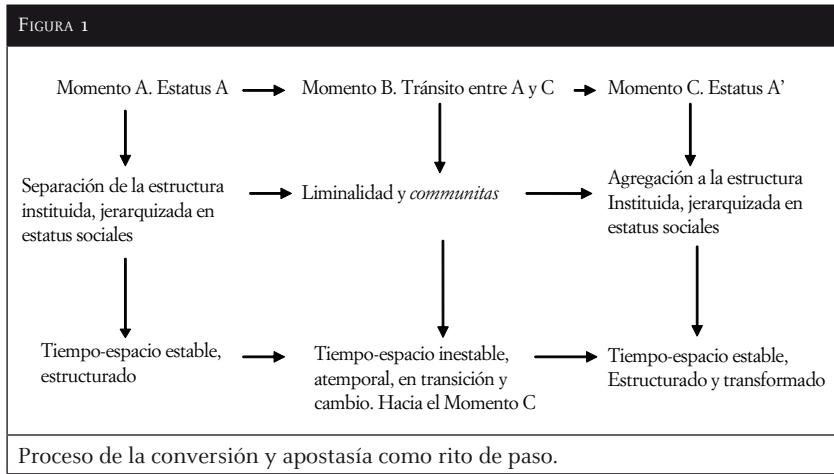 FIGURA 1
Momento A. Estatus A
Momento B. Tránsito entre A y C
Momento C. Estatus A’
Separación de la estructura
instituida, jerarquizada en
estatus sociales
Liminalidad y communitas
Agregación a la estructura
Instituida, jerarquizada en
estatus sociales
Tiempo-espacio estable,
estructurado
Tiempo-espacio inestable,
atemporal, en transición y
cambio. Hacia el Momento C
Tiempo-espacio estable,
Estructurado y transformado
Proceso de la conversión y apostasía como rito de paso.